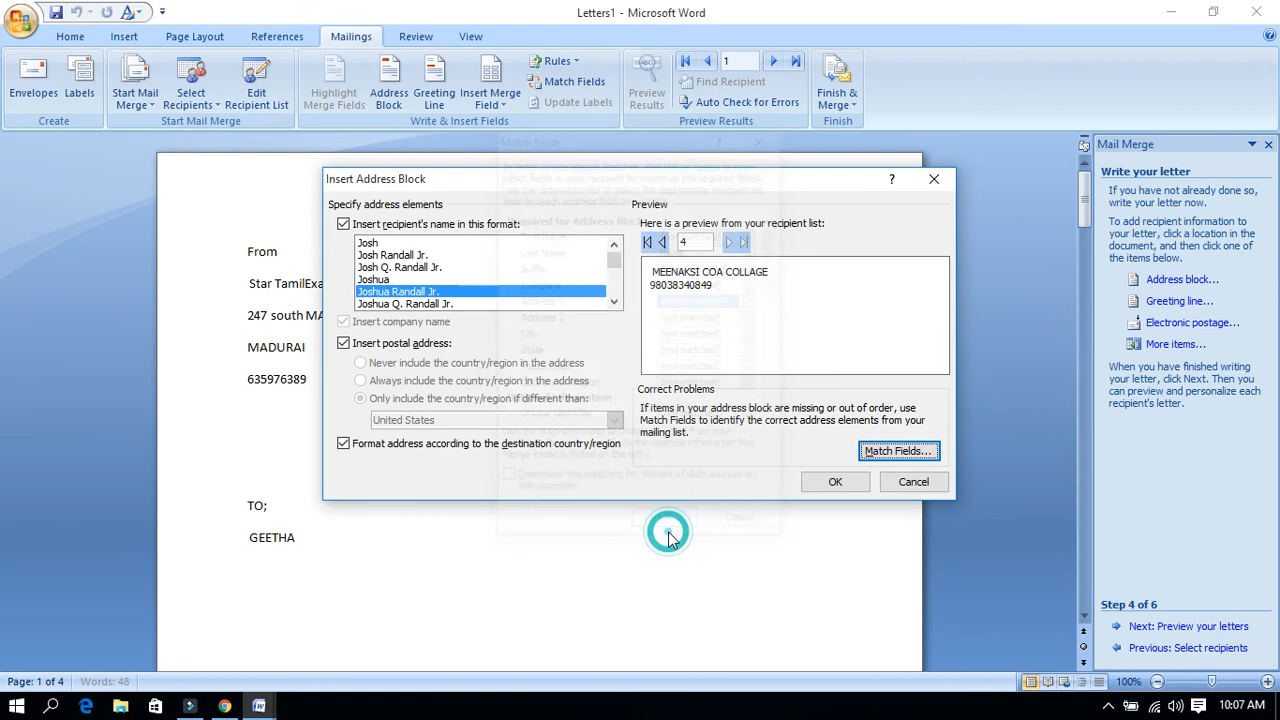 Letters1 - Microsoft Word
Home Insert Page Layout References Mailings Review View
Envelopes
Labels
Start Mail Merge
Select Recipients
Edit Recipient List
Highlight Merge Fields
Address Block
Greeting Line
Insert Merge Field
Rules
Match Fields
Update Labels
Preview Results
1
Find Recipient
Auto Check for Errors
Finish & Merge
Create
Start Mail Merge
Write & Insert Fields
Preview Results
Finish
Insert Address Block
Specify address elements
Insert recipient's name in this format:
Josh
Josh Randall Jr.
Josh Q. Randall Jr.
Joshua
Joshua Randall Jr.
Joshua Q. Randall Jr.
Insert company name
Insert postal address:
Never include the country/region in the address
Always include the country/region in the address
Only include the country/region if different than:
United States
Format address according to the destination country/region
Preview
Here is a preview from your recipient list:
4
MEENAKSI COA COLLAGE
98038340849
Correct Problems
If items in your address block are missing or out of order, use
Match Fields to identify the correct address elements from your
mailing list.
Match Fields...
OK
Cancel
From
Star TamilExa
247 south MA
MADURAI
635976389
TO;
GEETHA
Mail Merge
Write your letter
If you have not already done so,
write your letter now.
To add recipient information to
your letter, click a location in the
document, and then click one of
the items below.
Address block...
Greeting line...
Electronic postage...
More items...
When you have finished
writing your letter, click Next. Then you
can preview and personalize each
recipient's letter.
Step 4 of 6
Next: Preview your letters
Previous: Select recipients
Page: 1 of 4
Words: 48
100%
10:07 AM